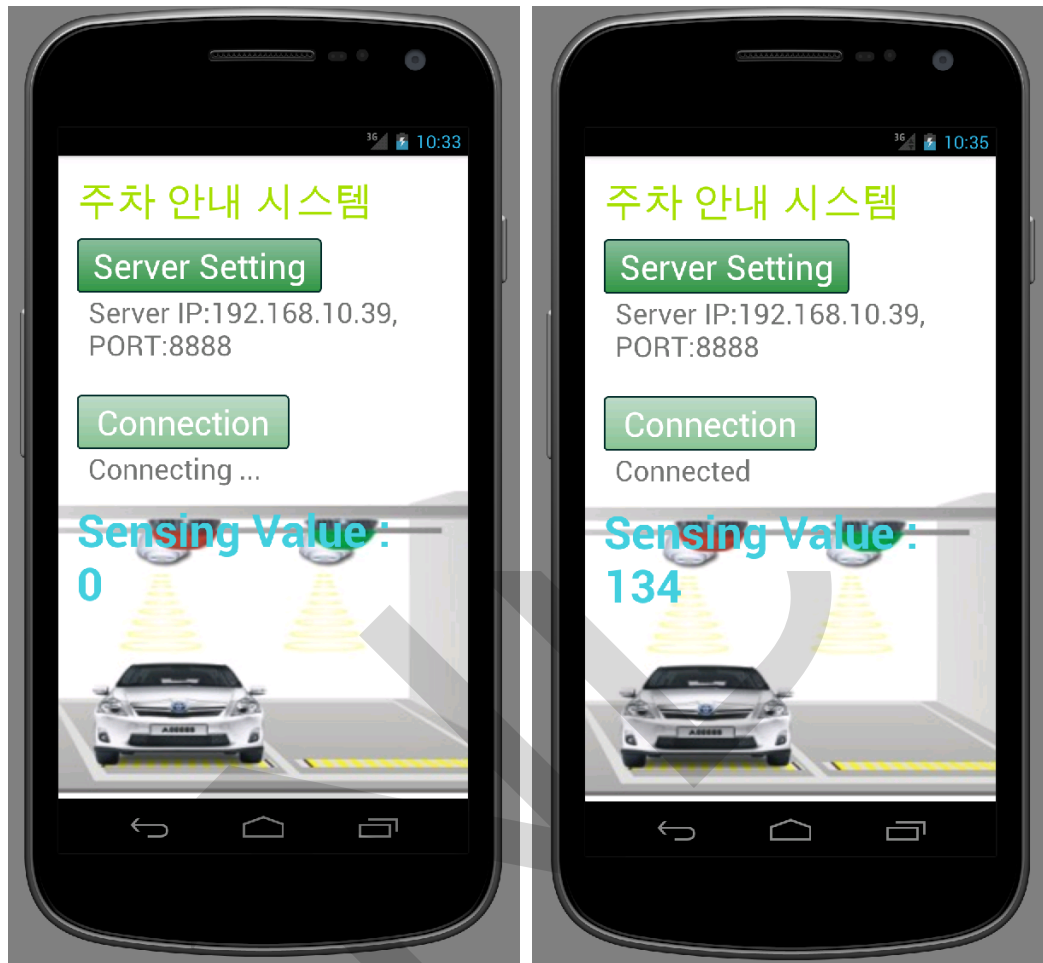 3G 10:33
주차 안내 시스템
Server Setting
Server IP:192.168.10.39,
PORT:8888
Connection
Connecting ...
Sensing Value :
0
3G 10:35
주차 안내 시스템
Server Setting
Server IP:192.168.10.39,
PORT:8888
Connection
Connected
Sensing Value :
134